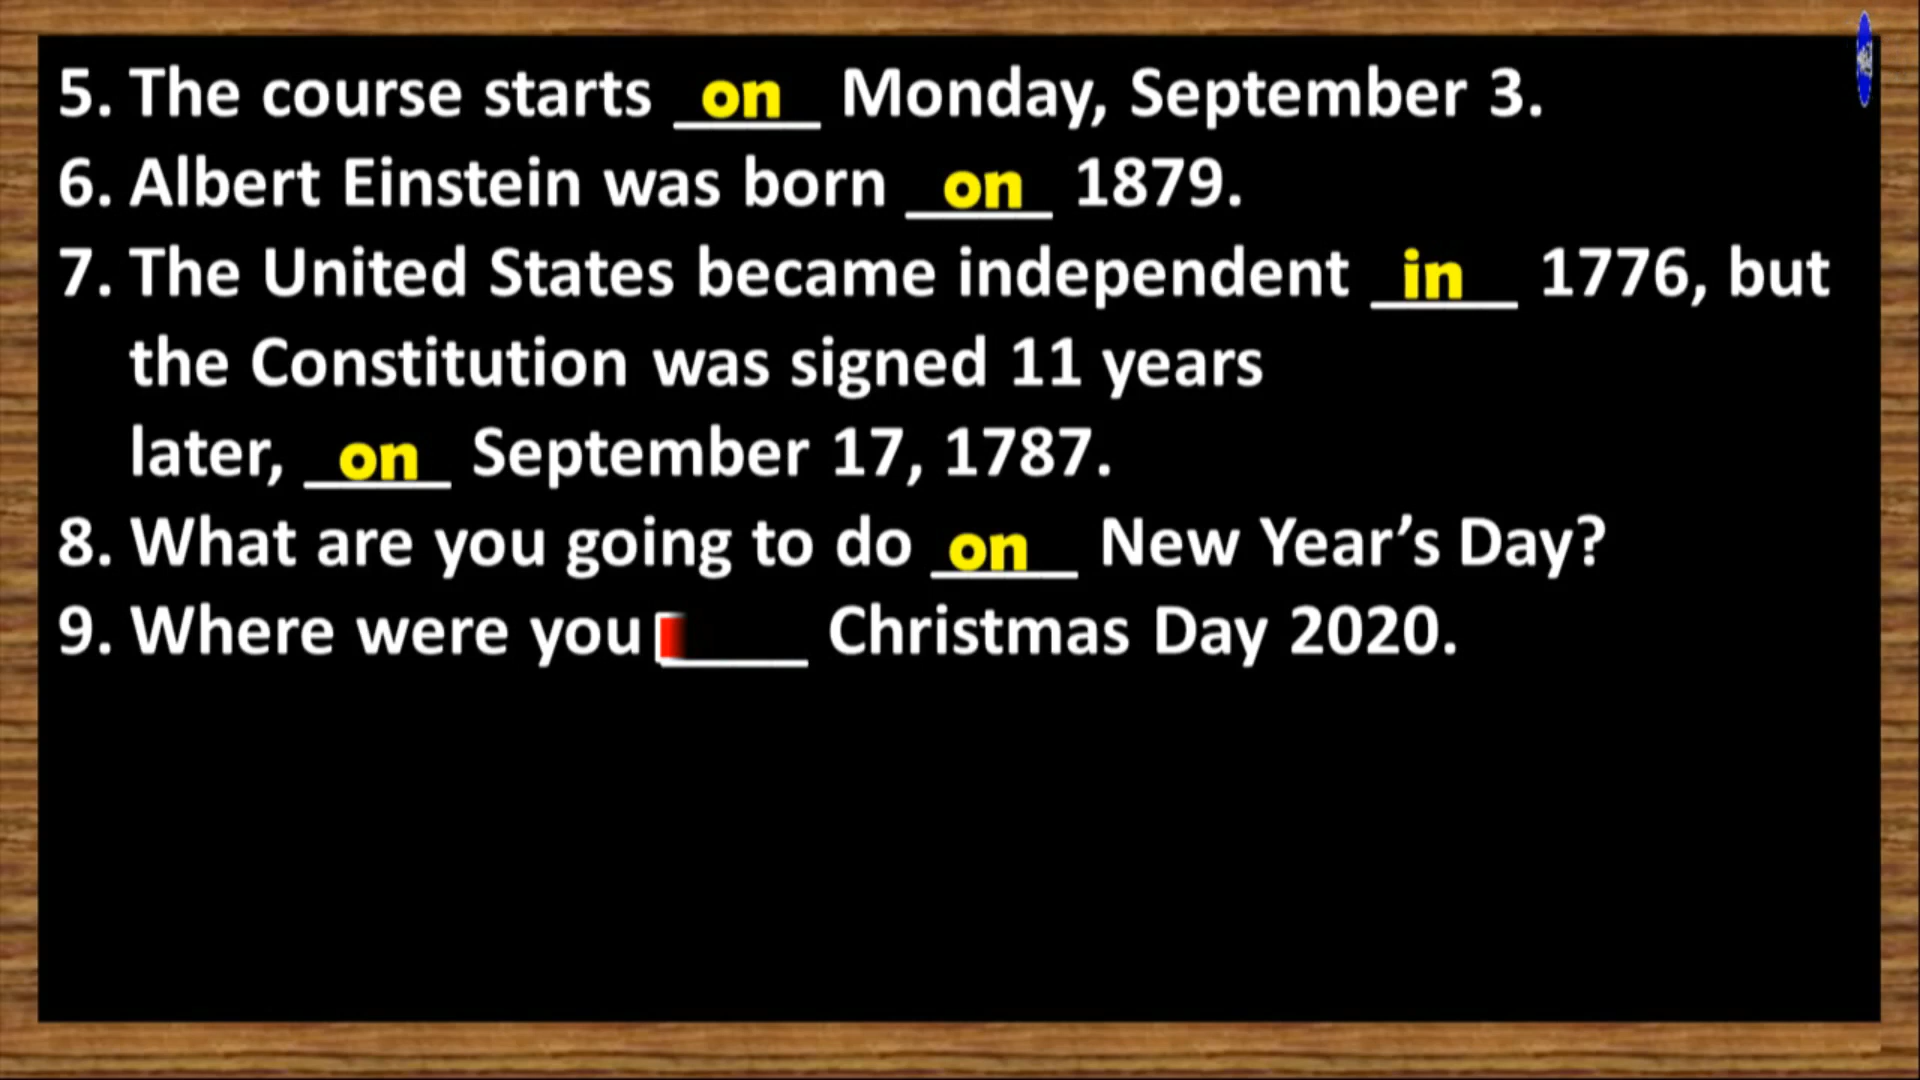 5. The course starts on Monday, September 3.
6. Albert Einstein was born on 1879.
7. The United States became independent in 1776, but
the Constitution was signed 11 years
later, on September 17, 1787.
8. What are you going to do on New Year's Day?
9. Where were you _____ Christmas Day 2020.